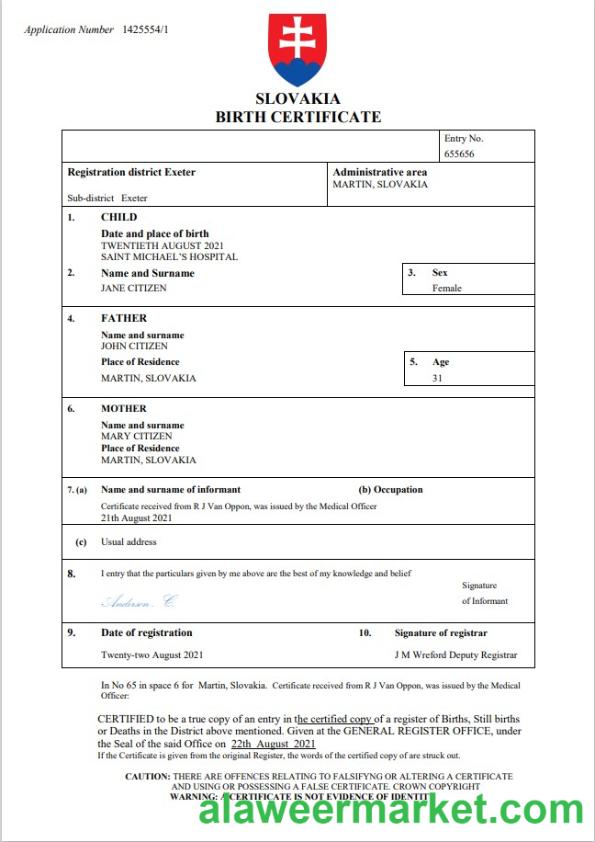 Application Number 1425554/1
SLOVAKIA
BIRTH CERTIFICATE
Entry No.
655656
Registration district Exeter
Administrative area
MARTIN, SLOVAKIA
Sub-district Exeter
1. CHILD
Date and place of birth
TWENTIETH AUGUST 2021
SAINT MICHAEL'S HOSPITAL
2. Name and Surname
3. Sex
JANE CITIZEN
Female
4. FATHER
Name and surname
JOHN CITIZEN
Place of Residence
5. Age
MARTIN, SLOVAKIA
31
6. MOTHER
Name and surname
MARY CITIZEN
Place of Residence
MARTIN, SLOVAKIA
7. (a) Name and surname of informant
(b) Occupation
Certificate received from R J Van Oppon, was issued by the Medical Officer
21th August 2021
(c) Usual address
8. I entry that the particulars given by me above are the best of my knowledge and belief
Signature
Anderson. C.
of Informant
9. Date of registration
10. Signature of registrar
Twenty-two August 2021
J M Wreford Deputy Registrar
In No 65 in space 6 for Martin, Slovakia. Certificate received from R J Van Oppon, was issued by the Medical
Officer:
CERTIFIED to be a true copy of an entry in the certified copy of a register of Births, Still births
or Deaths in the District above mentioned. Given at the GENERAL REGISTER OFFICE, under
the Seal of the said Office on 22th August 2021
If the Certificate is given from the original Register, the words of the certified copy of are struck out.
CAUTION: THERE ARE OFFENCES RELATING TO FALSIFYNG OR ALTERING A CERTIFICATE
AND USING OR POSSESSING A FALSE CERTIFICATE. CROWN COPYRIGHT
WARNING: A CERTIFICATE IS NOT EVIDENCE OF IDENTITY
alaweermarket.com